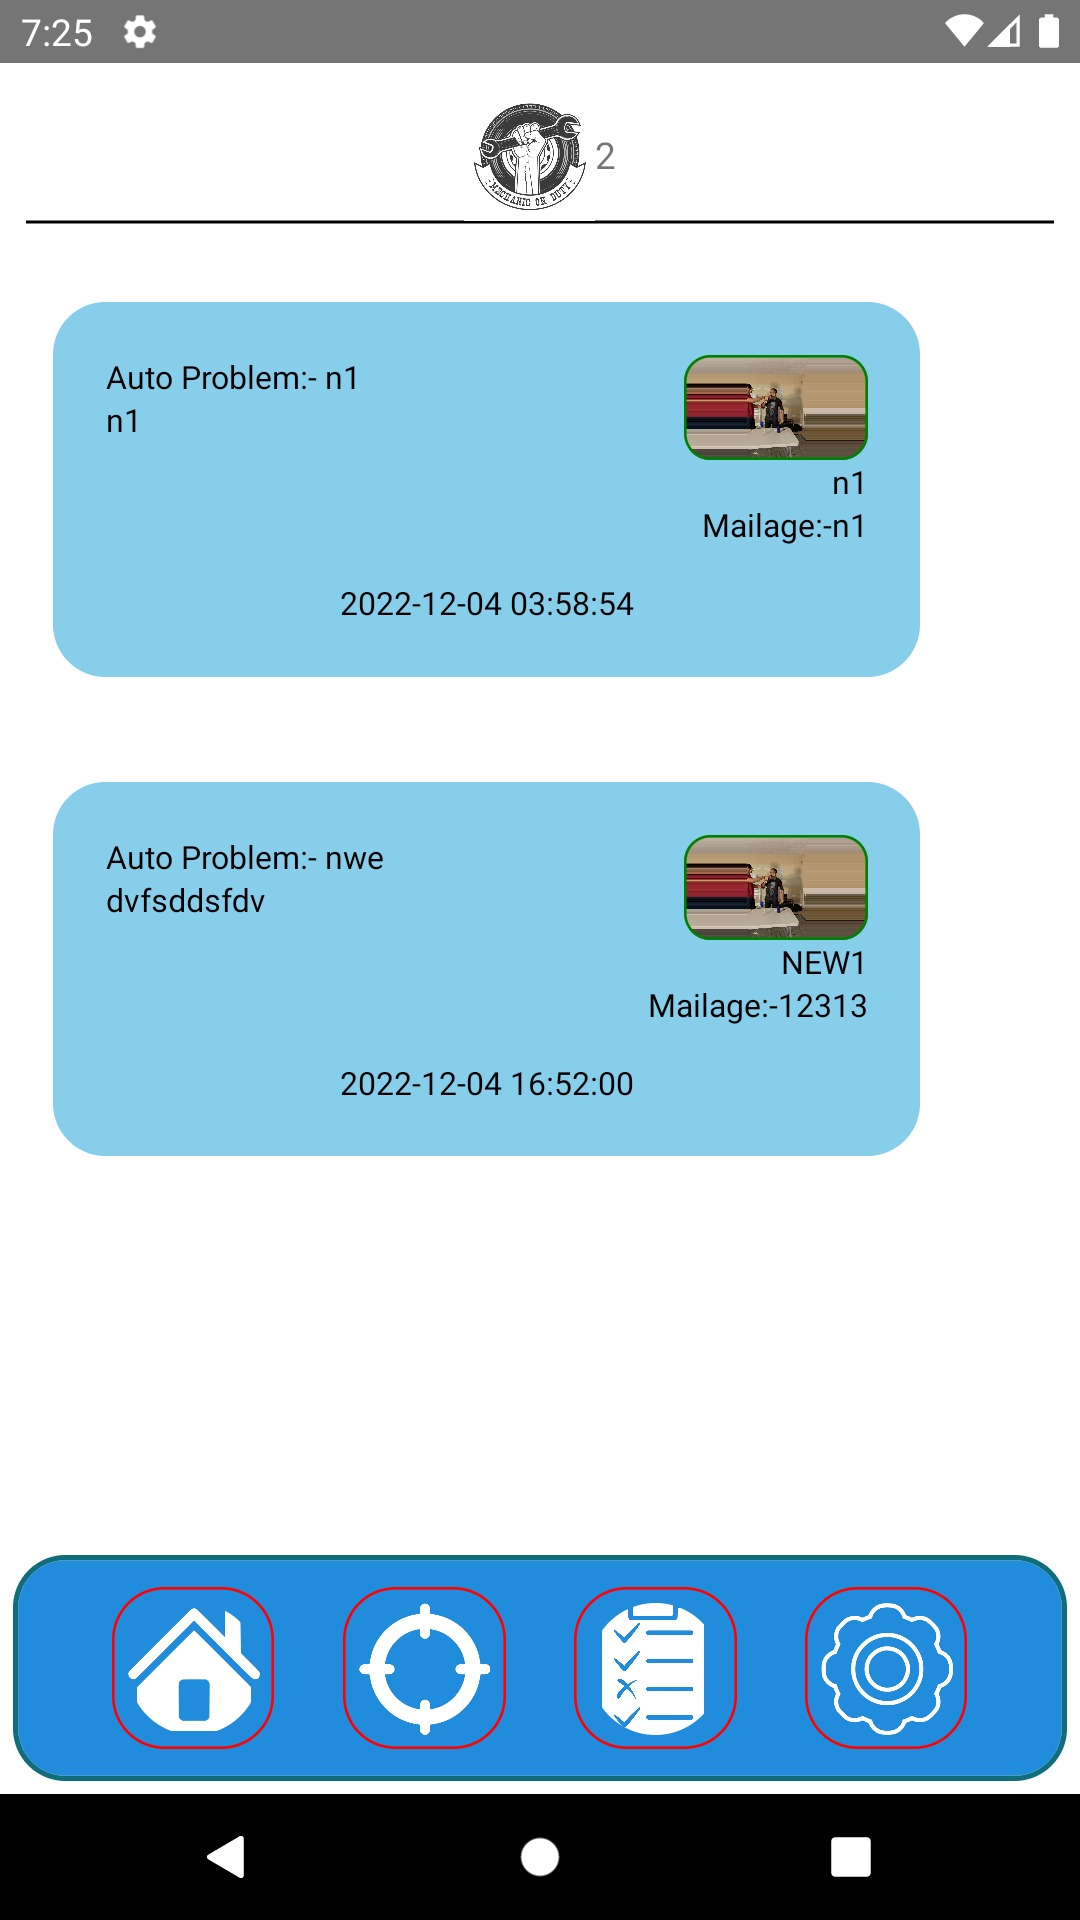 7:25
MECHANIC ON DUTY
2
Auto Problem:- n1
n1
n1
Mailage:-n1
2022-12-04 03:58:54
Auto Problem:- nwe
dvfsddsfdv
NEW1
Mailage:-12313
2022-12-04 16:52:00